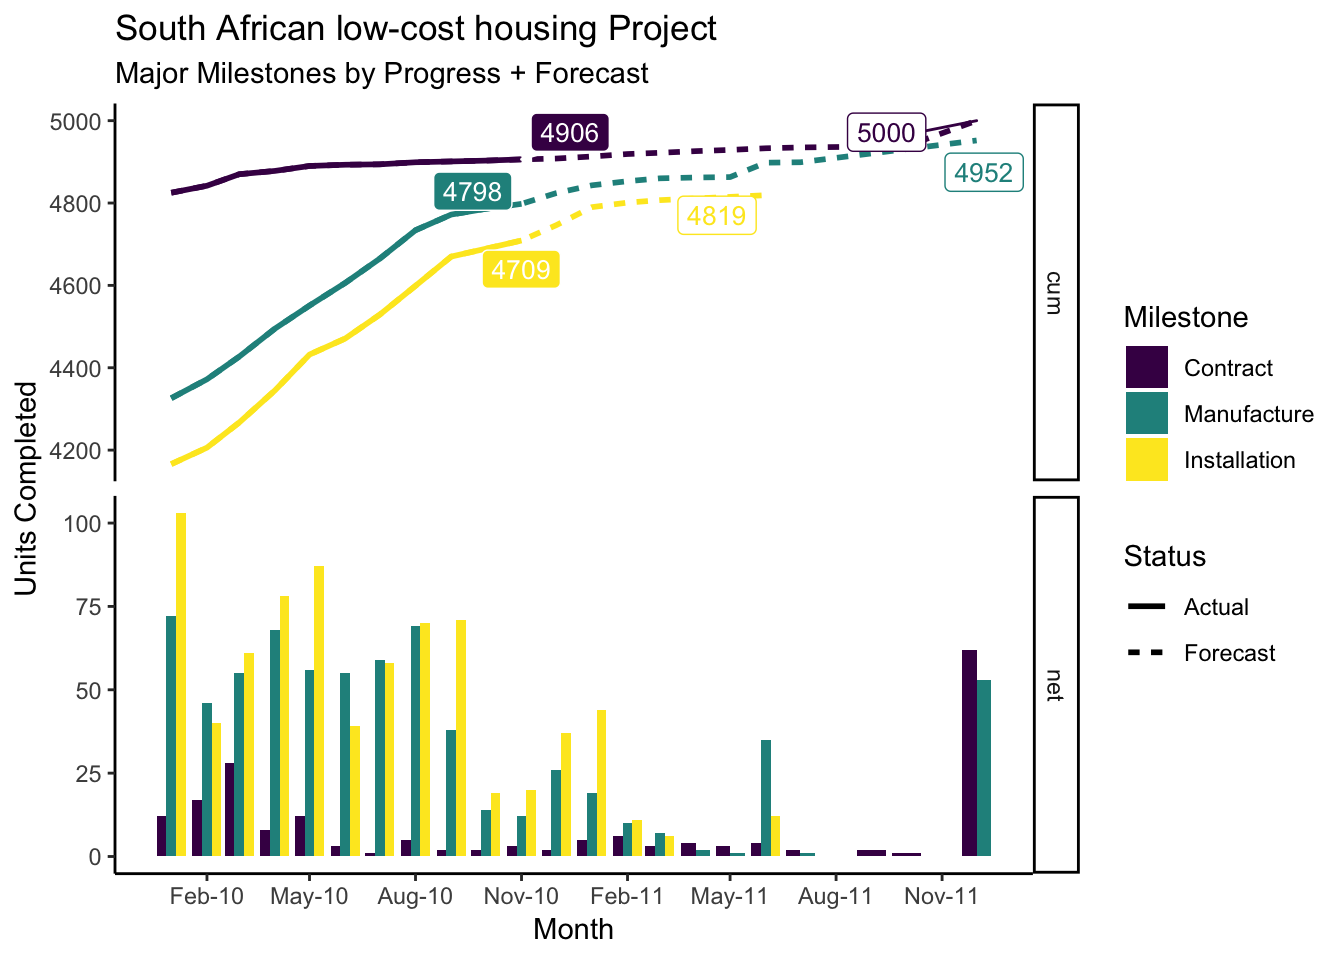 South African low-cost housing Project
Major Milestones by Progress + Forecast
Units Completed
5000
4800
4600
4400
4200
4906
5000
4798
4952
4819
4709
cum
100
75
50
25
0
net
Feb-10 May-10 Aug-10 Nov-10 Feb-11 May-11 Aug-11 Nov-11
Month
Milestone
Contract
Manufacture
Installation
Status
Actual
Forecast